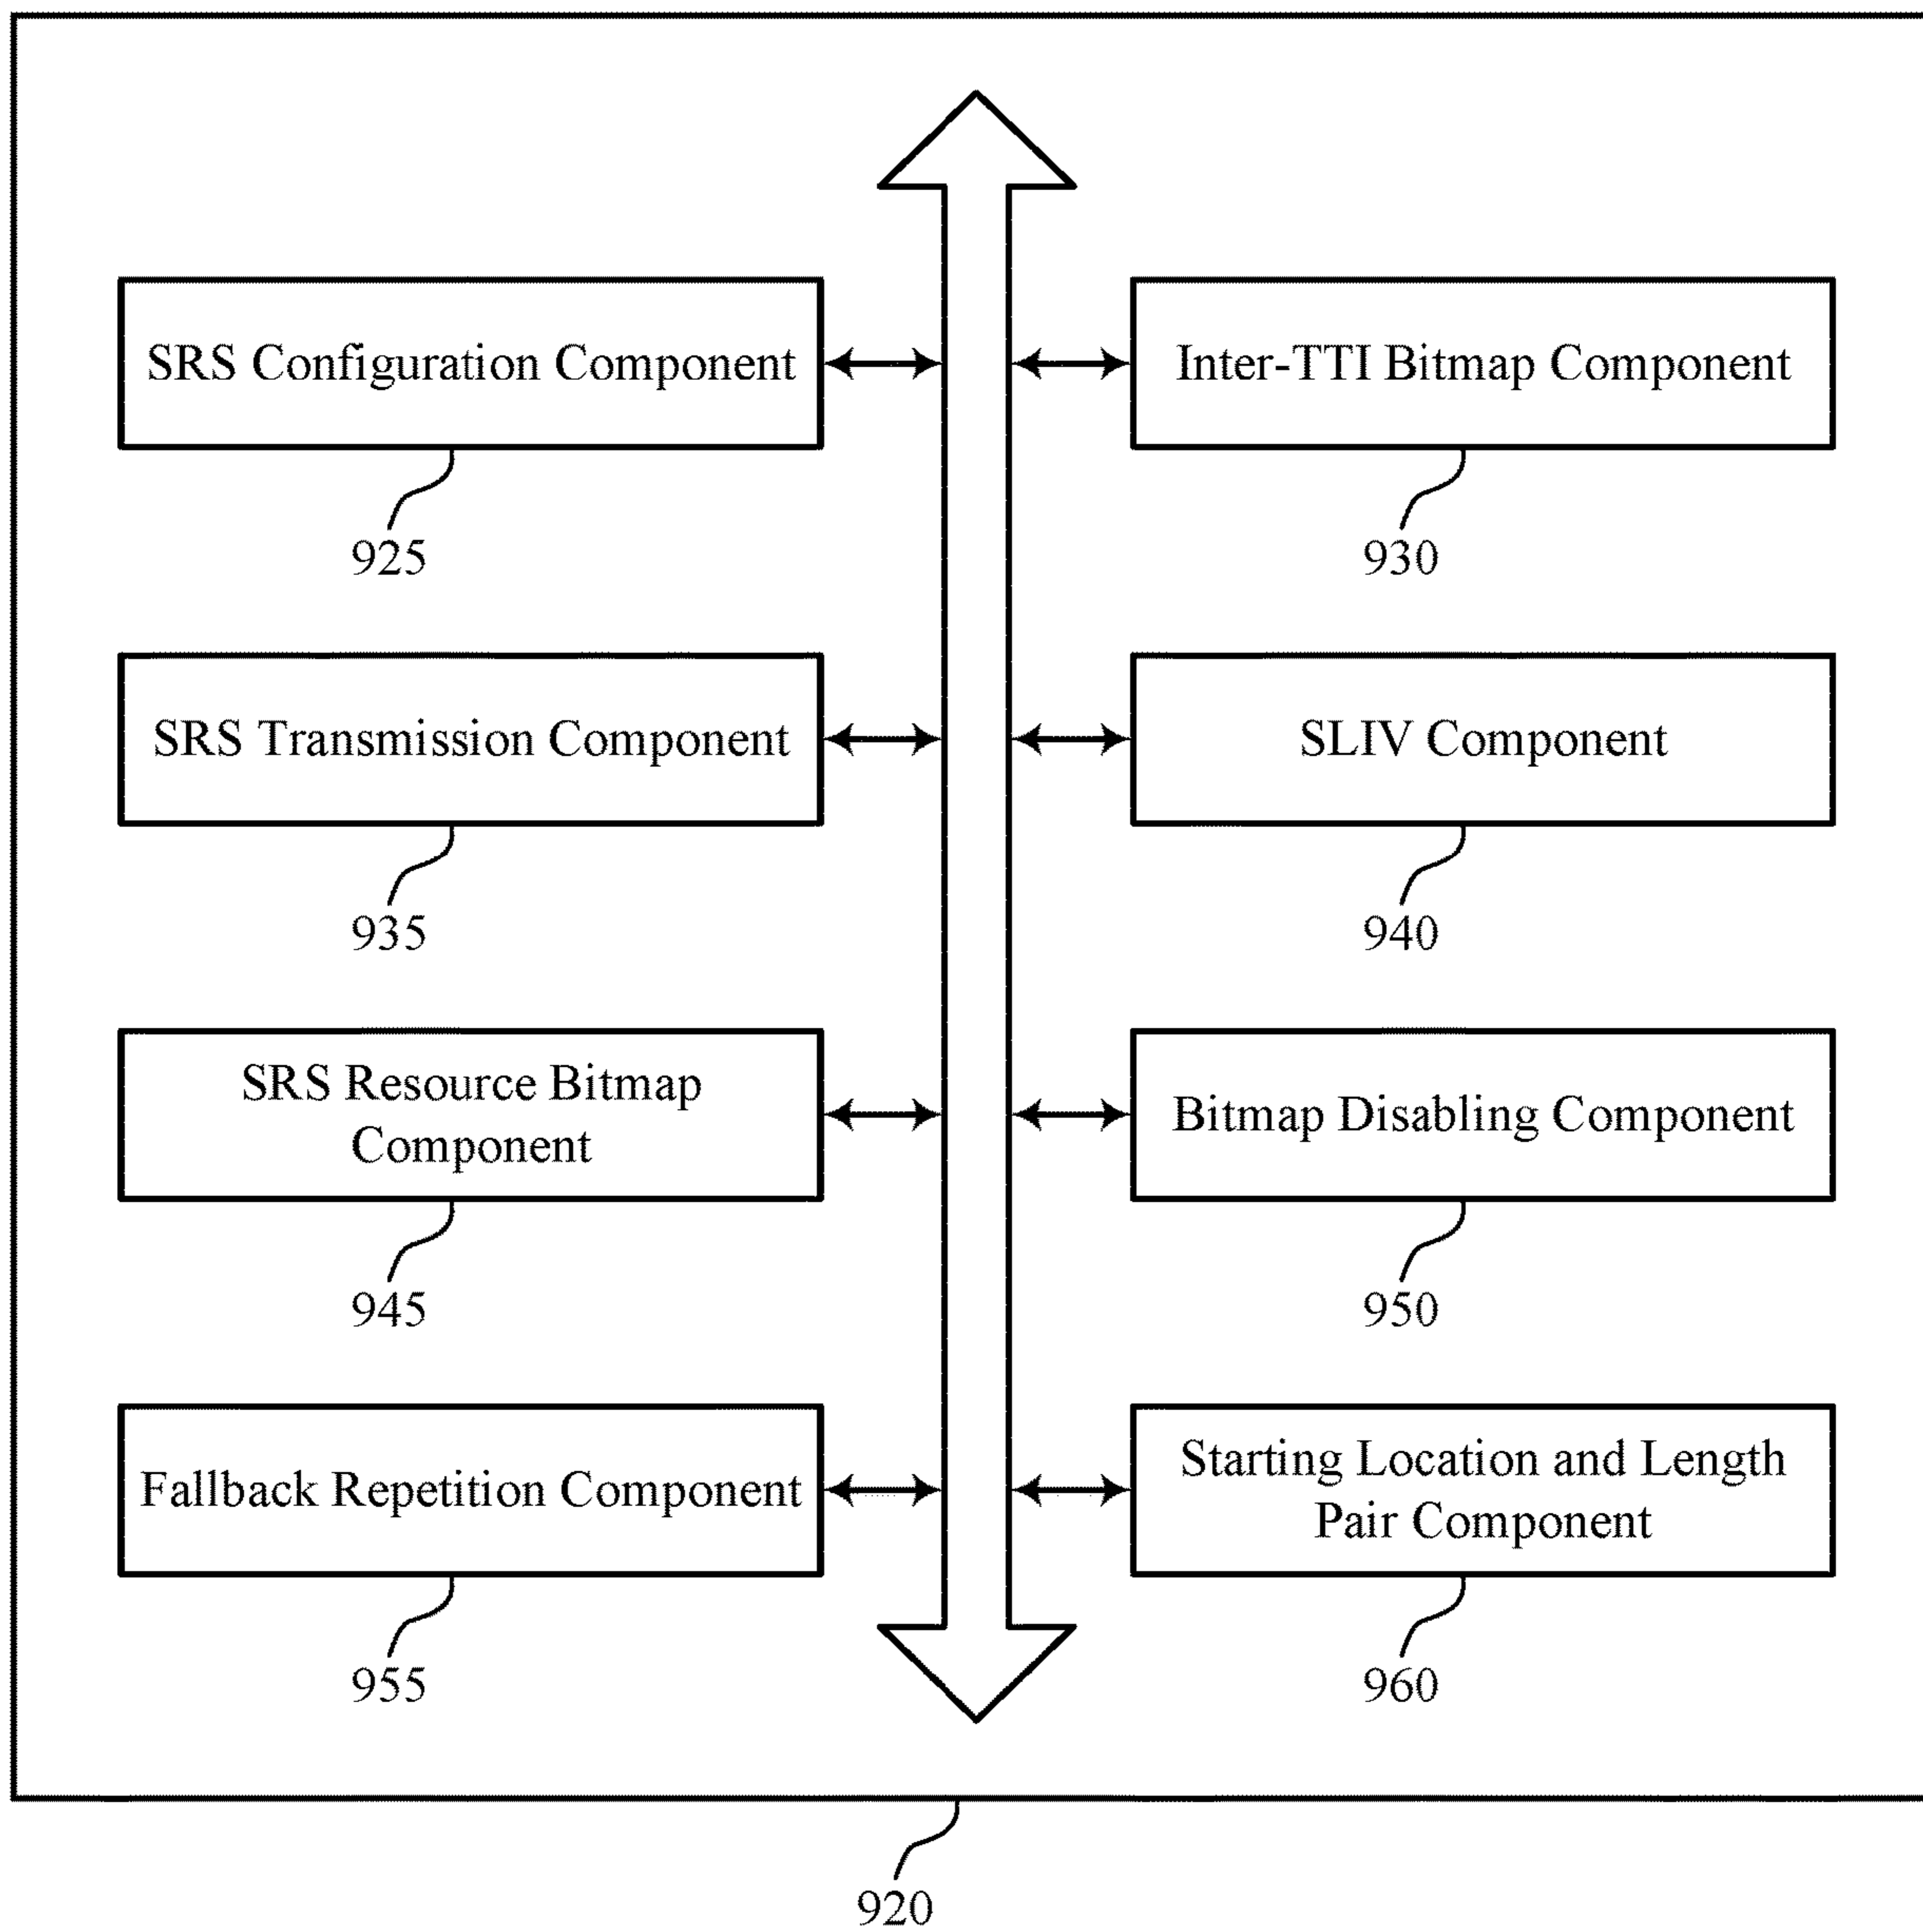 SRS Configuration Component
925
Inter-TTI Bitmap Component
930
SRS Transmission Component
935
SLIV Component
940
SRS Resource Bitmap
Component
945
Bitmap Disabling Component
950
Fallback Repetition Component
955
Starting Location and Length
Pair Component
960
920